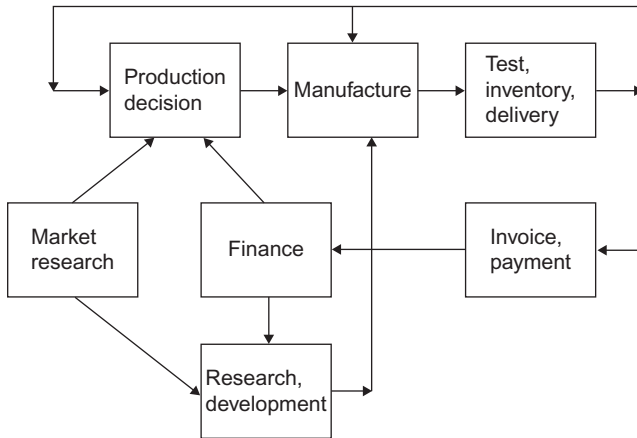 Production
decision
Manufacture
Test,
inventory,
delivery
Market
research
Finance
Invoice,
payment
Research,
development